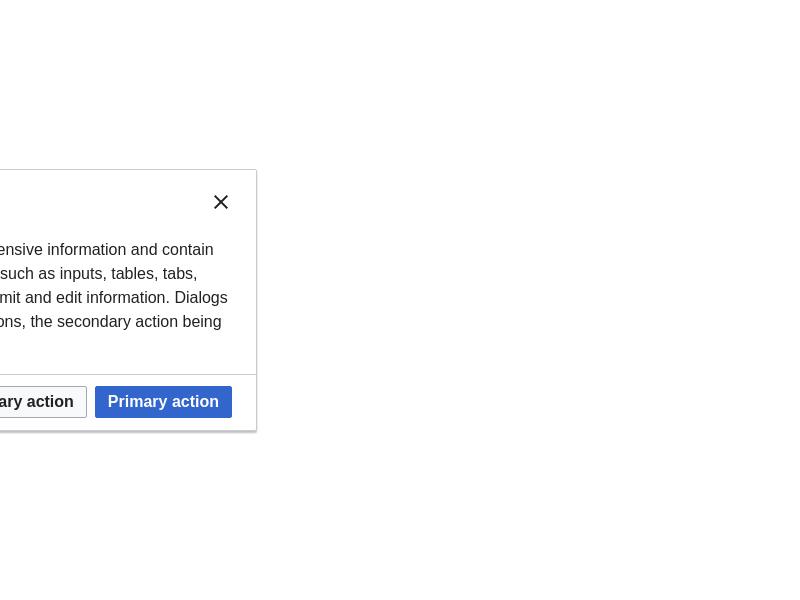 ensive information and contain
such as inputs, tables, tabs,
mit and edit information. Dialogs
ons, the secondary action being
ary action
Primary action